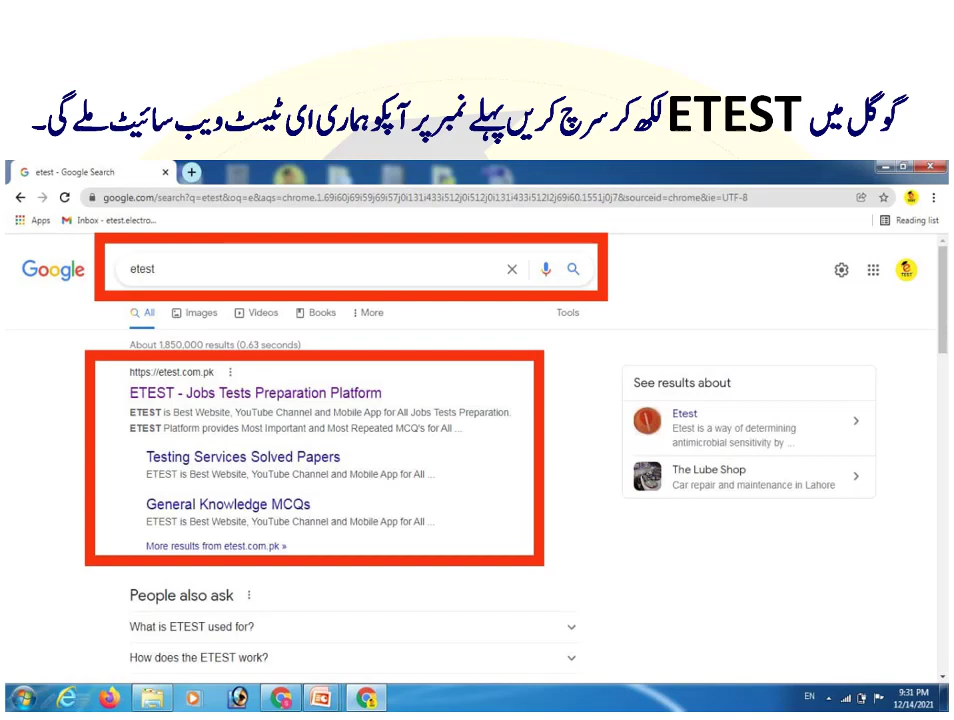 گوگل میں ETEST لکھ کر سرچ کریں پہلے نمبر پر آپکو ہماری ای ٹیسٹ ویب سائیٹ ملے گی۔
etest - Google Search
google.com/search?q=etest&oq=e&aqs=chrome.1.69i60j69i59j69i57j0i131i433i512j0i512j0i131i433i512l2j69i60.1551j0j7&sourceid=chrome&ie=UTF-8
Apps Inbox - etest.electro... Reading list
Google etest
TEST
All Images Videos Books More Tools
About 1,850,000 results (0.63 seconds)
https://etest.com.pk
ETEST - Jobs Tests Preparation Platform
ETEST is Best Website, YouTube Channel and Mobile App for All Jobs Tests Preparation.
ETEST Platform provides Most Important and Most Repeated MCQ's for All ...
Testing Services Solved Papers
ETEST is Best Website, YouTube Channel and Mobile App for All ...
General Knowledge MCQs
ETEST is Best Website, YouTube Channel and Mobile App for All ...
More results from etest.com.pk »
See results about
Etest
Etest is a way of determining
antimicrobial sensitivity by ...
The Lube Shop
Car repair and maintenance in Lahore
People also ask
What is ETEST used for?
How does the ETEST work?
EN 9:31 PM
12/14/2021